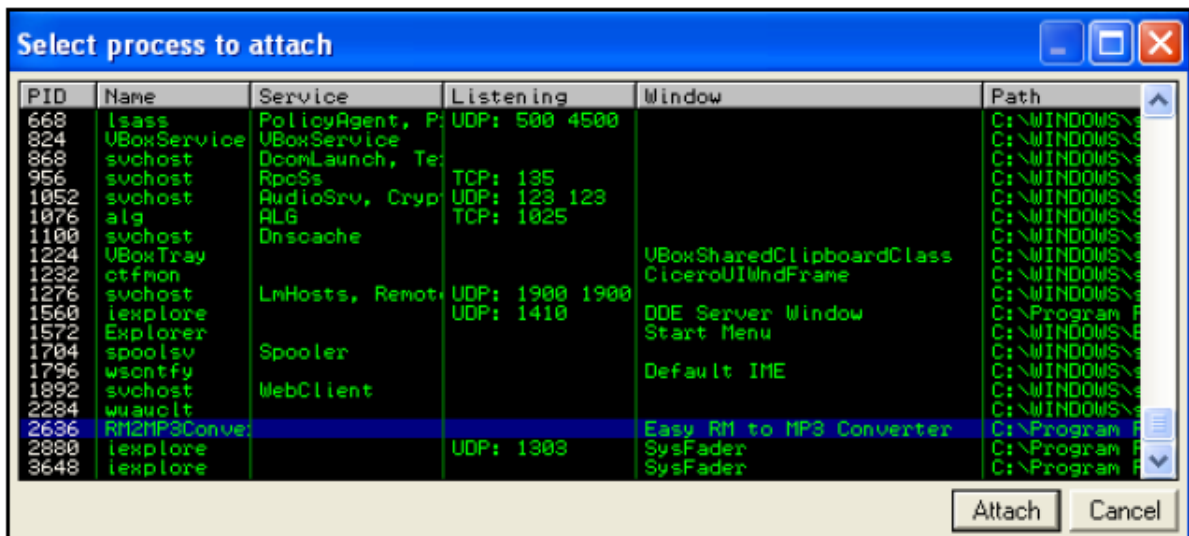 Select process to attach
PID Name Service Listening Window Path
668 lsass PolicyAgent, P UDP: 500 4500 C:\WINDOWS\s
824 VBoxService VBoxService C:\WINDOWS\S
868 svchost DcomLaunch, Te C:\WINDOWS\s
956 svchost RpcSs TCP: 135 C:\WINDOWS\s
1052 svchost AudioSrv, Cryp UDP: 123 123 C:\WINDOWS\S
1076 alg ALG TCP: 1025 C:\WINDOWS\S
1100 svchost Dnscache C:\WINDOWS\s
1224 VBoxTray VBoxSharedClipboardClass C:\WINDOWS\s
1232 ctfmon CiceroUIWndFrame C:\WINDOWS\s
1276 svchost LmHosts, Remot UDP: 1900 1900 C:\WINDOWS\s
1560 iexplore UDP: 1410 DDE Server Window C:\Program F
1572 Explorer Start Menu C:\WINDOWS\E
1704 spoolsv Spooler C:\WINDOWS\s
1796 wscntfy Default IME C:\WINDOWS\s
1892 svchost WebClient C:\WINDOWS\s
2284 wuauclt C:\WINDOWS\s
2636 RM2MP3Conve Easy RM to MP3 Converter C:\Program F
2880 iexplore UDP: 1303 SysFader C:\Program F
3648 iexplore SysFader C:\Program F
Attach Cancel